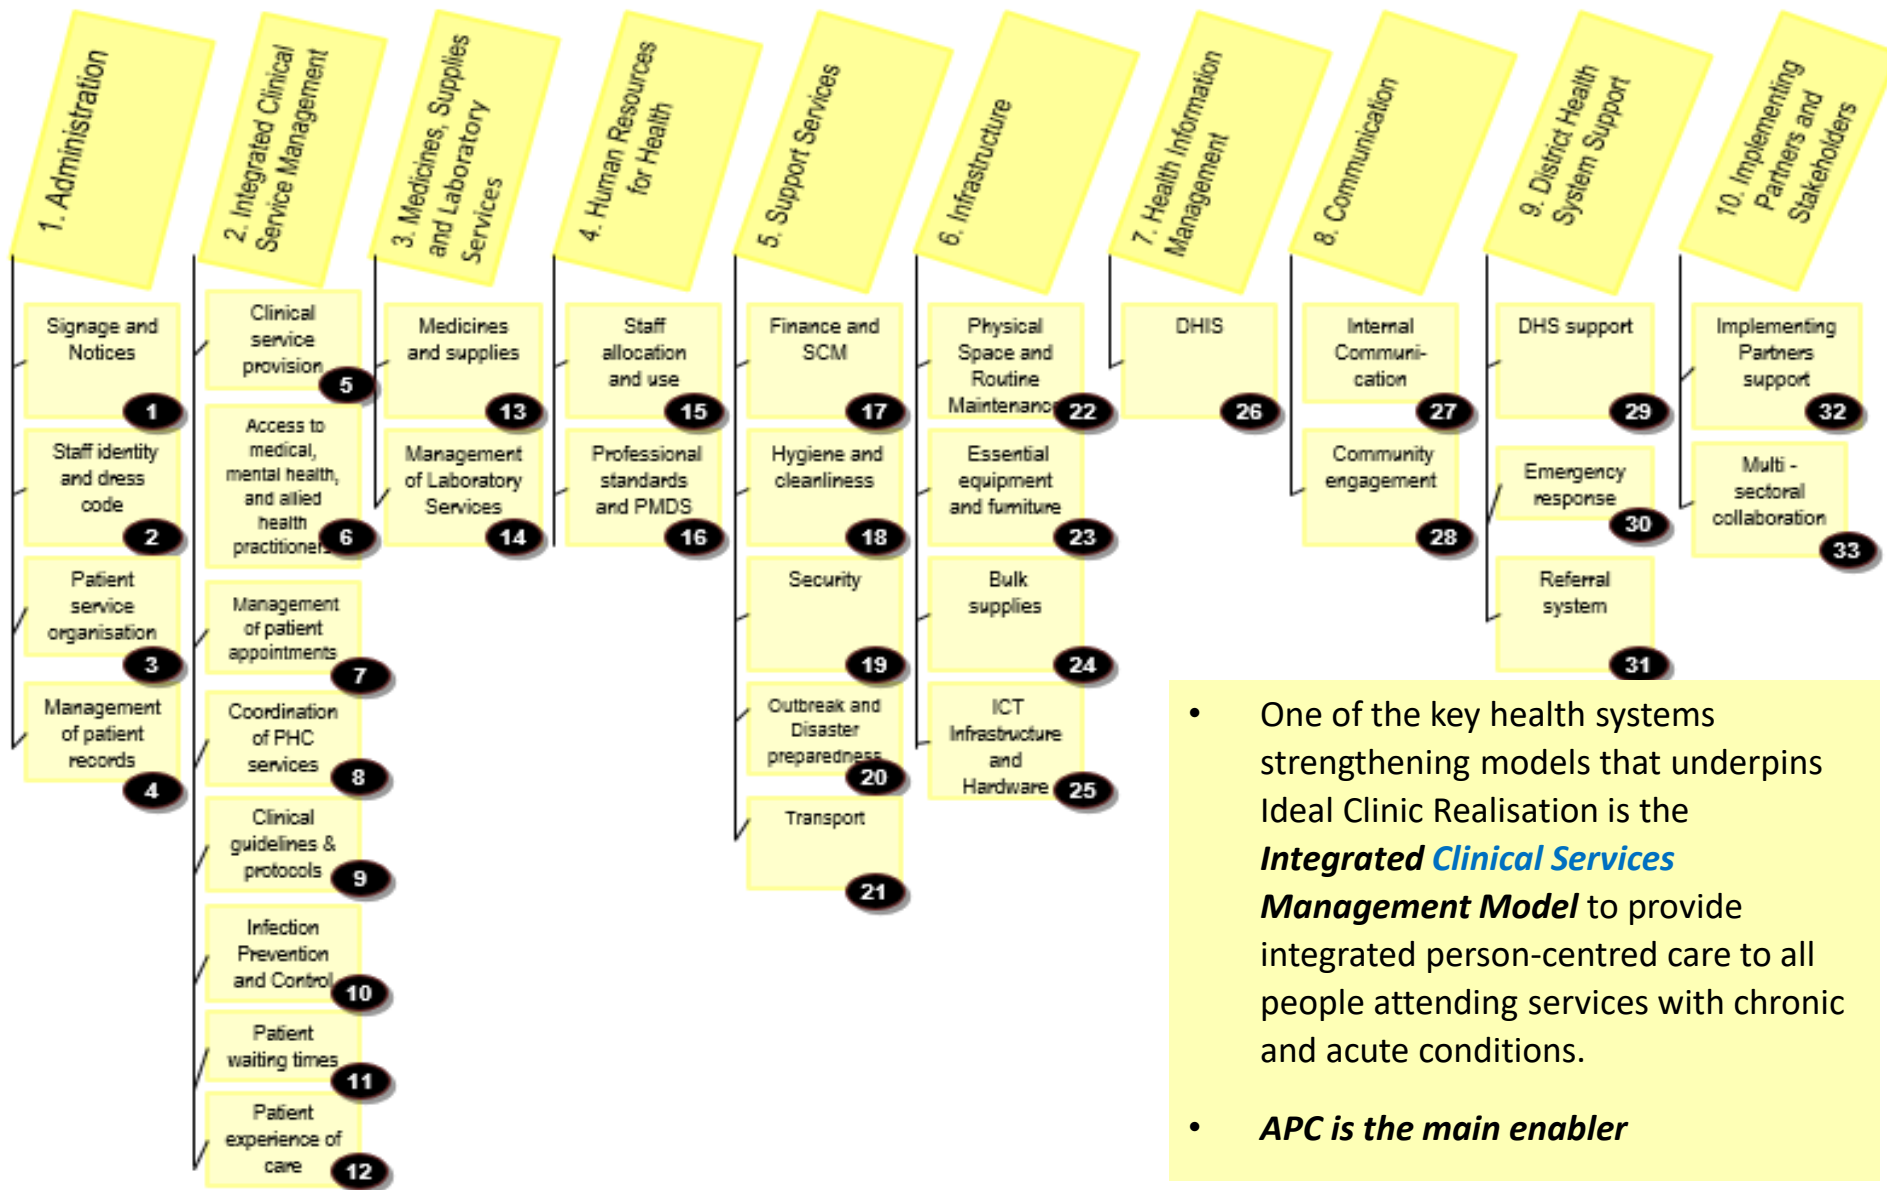 1. Administration
Signage and
Notices
1
Staff identity
and dress
code
2
Patient
service
organisation
3
Management
of patient
records
4
2. Integrated Clinical
Service Management
Clinical
service
provision
5
Access to
medical,
mental health,
and allied
health
practitioners
6
Management
of patient
appointments
7
Coordination
of PHC
services
8
Clinical
guidelines &
protocols
9
Infection
Prevention
and Control
10
Patient
waiting times
11
Patient
experience of
care
12
3. Medicines, Supplies
and Laboratory
Services
Medicines
and supplies
13
Management
of Laboratory
Services
14
4. Human Resources
for Health
Staff
allocation
and use
15
Professional
standards
and PMDS
16
5. Support Services
Finance and
SCM
17
Hygiene and
cleanliness
18
Security
19
Outbreak and
Disaster
preparedness
20
Transport
21
6. Infrastructure
Physical
Space and
Routine
Maintenance
22
Essential
equipment
and furniture
23
Bulk
supplies
24
ICT
Infrastructure
and
Hardware
25
7. Health Information
Management
DHIS
26
8. Communication
Internal
Communi-
cation
27
Community
engagement
28
9. District Health
System Support
DHS support
29
Emergency
response
30
Referral
system
31
10. Implementing
Partners and
Stakeholders
Implementing
Partners
support
32
Multi -
sectoral
collaboration
33
• One of the key health systems
strengthening models that underpins
Ideal Clinic Realisation is the
Integrated Clinical Services
Management Model to provide
integrated person-centred care to all
people attending services with chronic
and acute conditions.
• APC is the main enabler